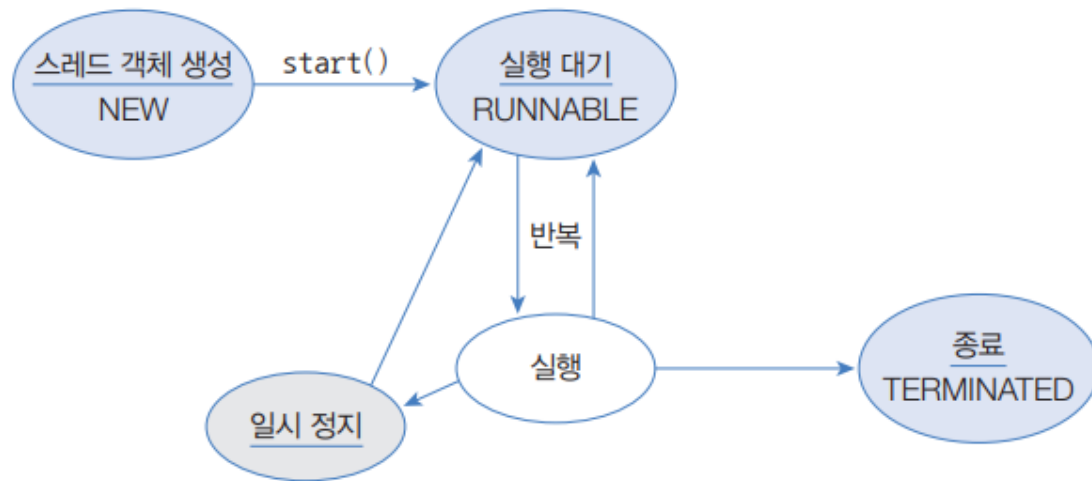 스레드 객체 생성
NEW
start()
실행 대기
RUNNABLE
반복
실행
일시 정지
종료
TERMINATED